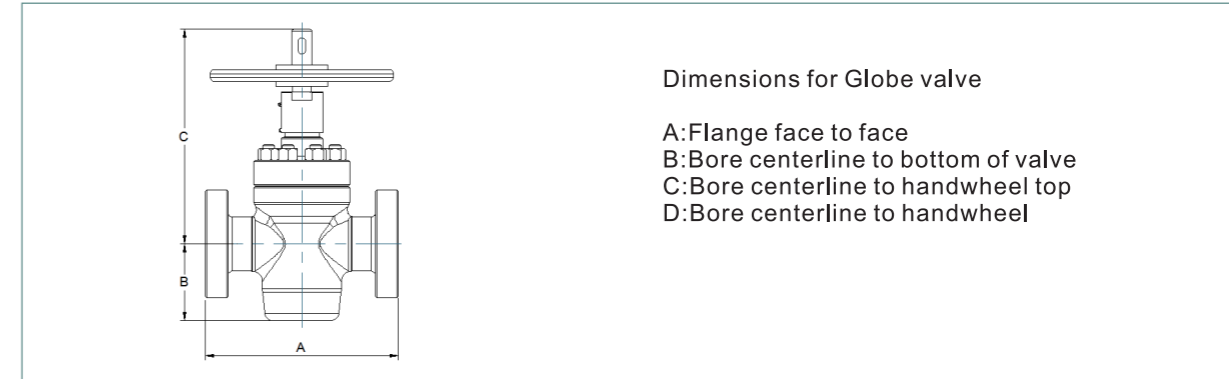 Dimensions for Globe valve
A:Flange face to face
B:Bore centerline to bottom of valve
C:Bore centerline to handwheel top
D:Bore centerline to handwheel
C
B
A